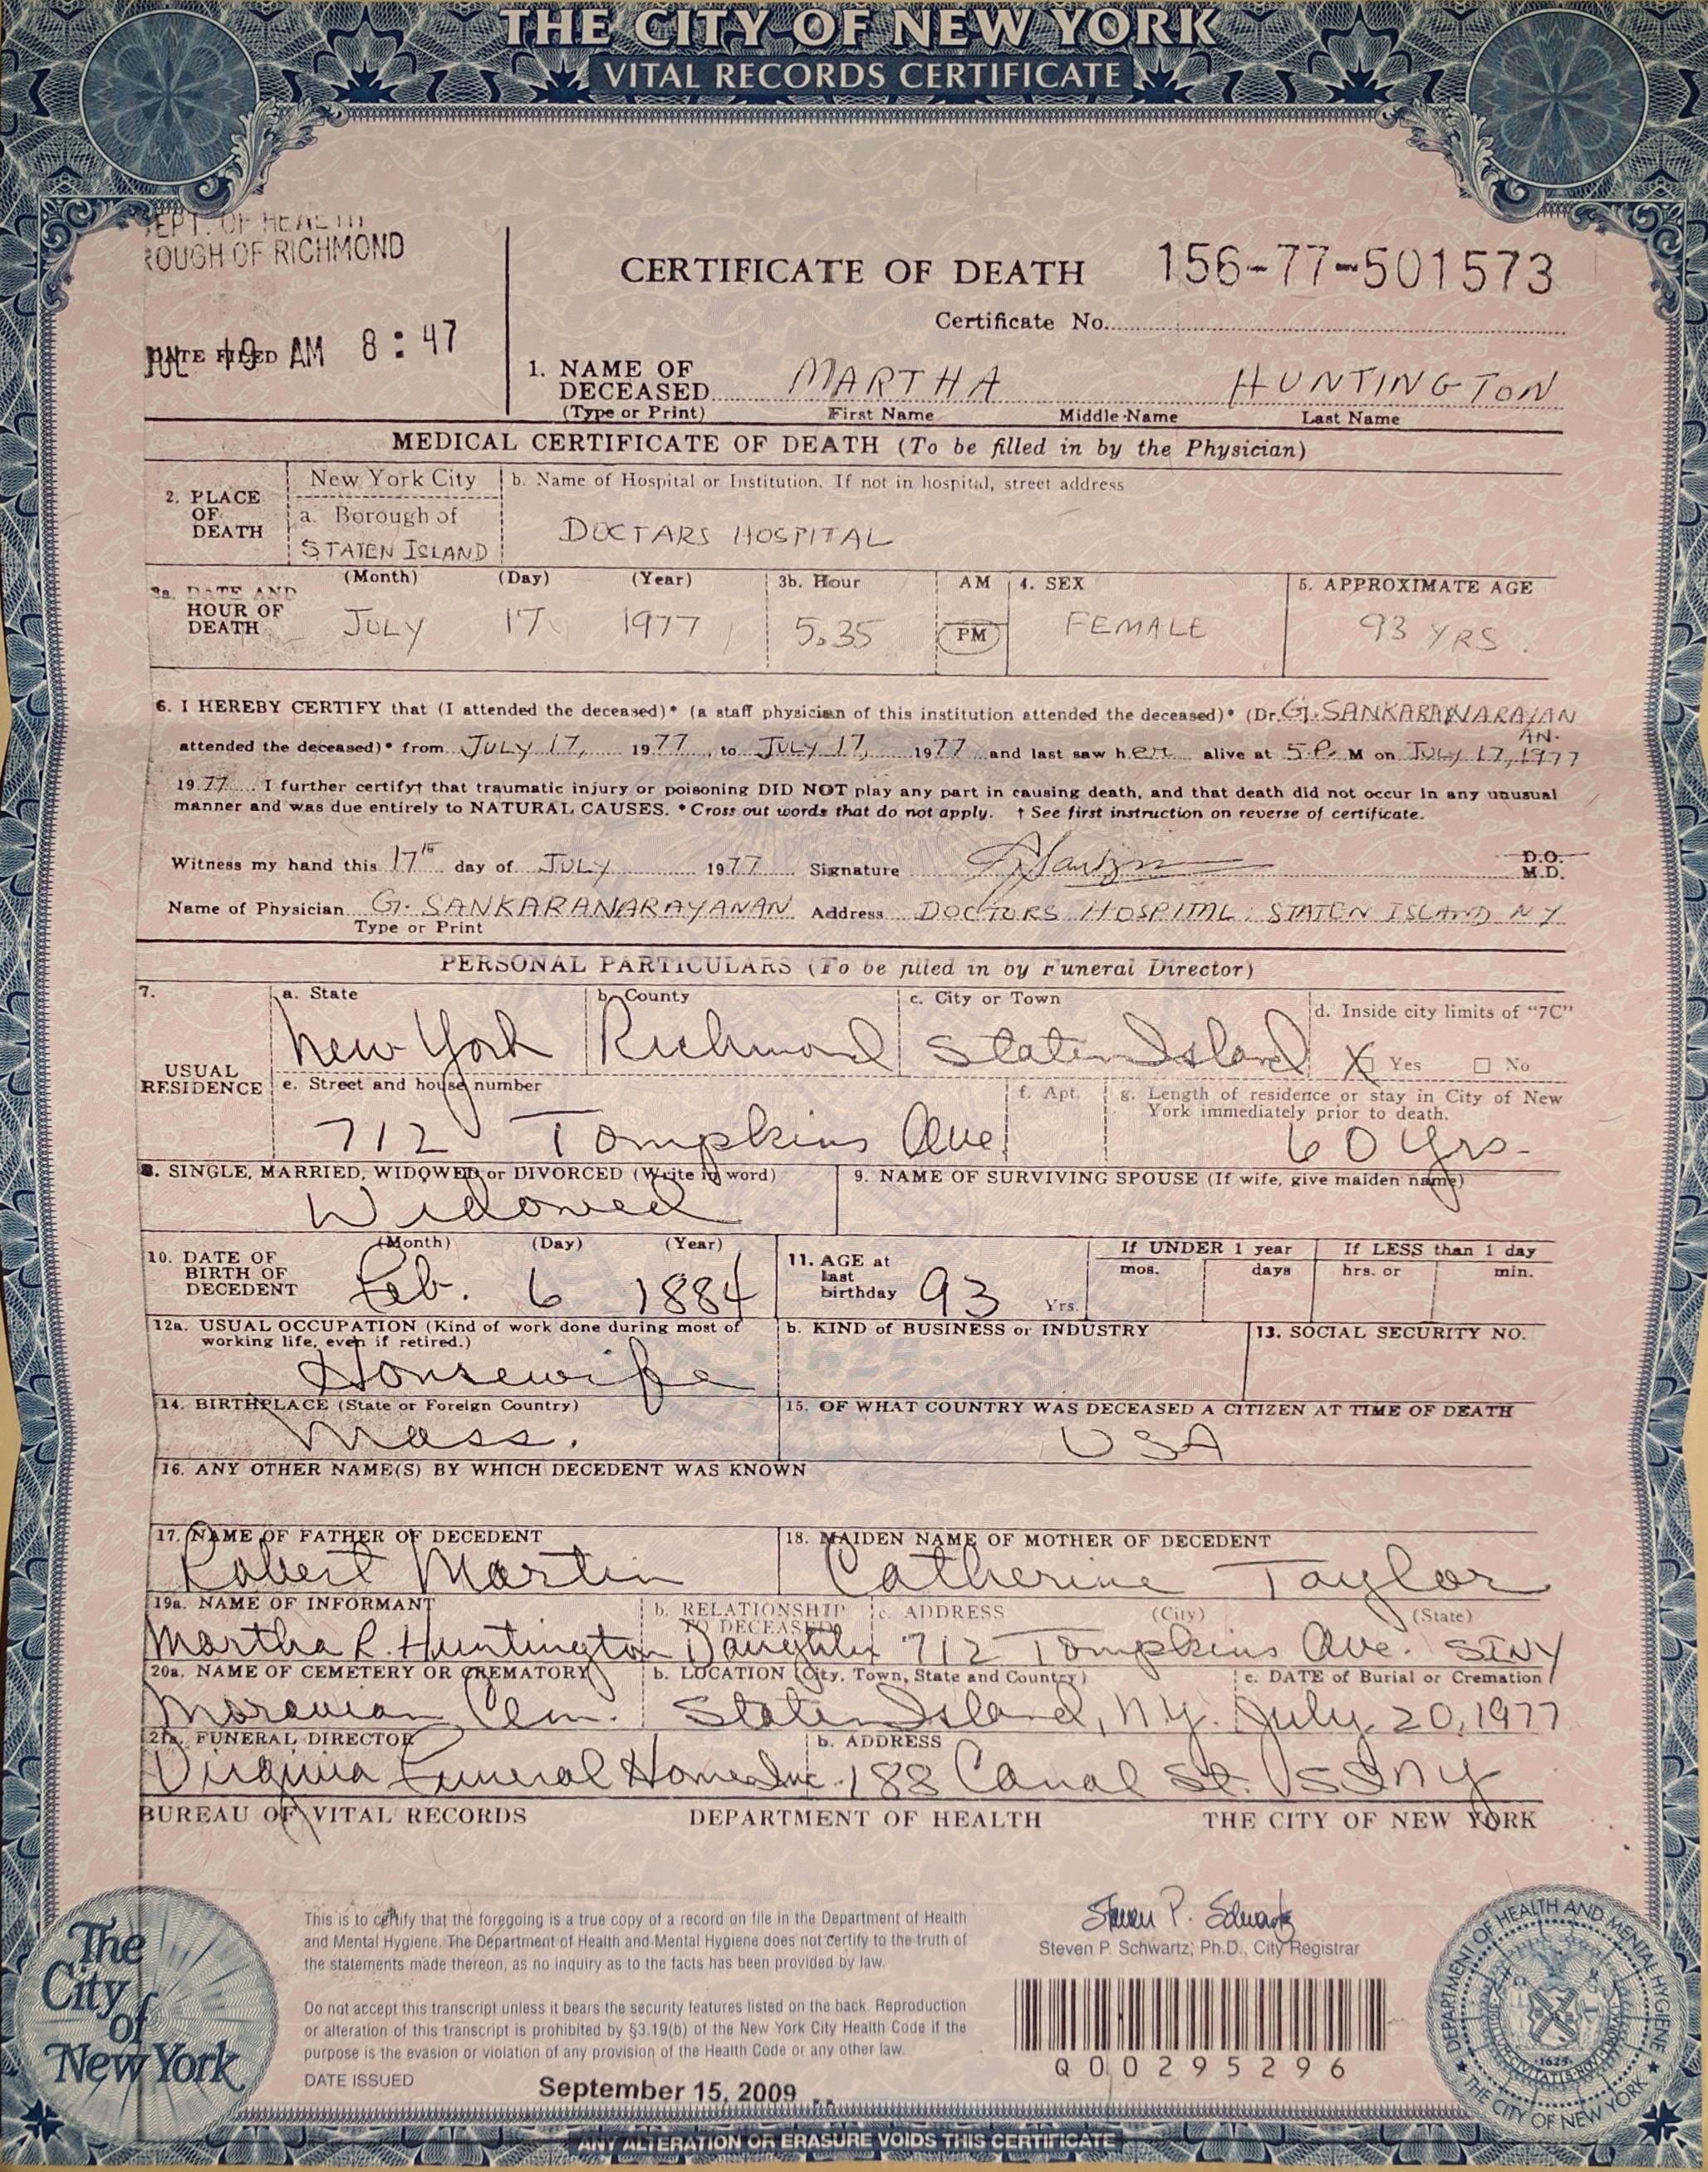 THE CITY OF NEW YORK
VITAL RECORDS CERTIFICATE
EPT. OF HEALTH
ROUGH OF RICHMOND
CERTIFICATE OF DEATH 156-77-501573
Certificate No.
DATE FILED
JUL 19 AM 8:47
1. NAME OF DECEASED MARTHA HUNTINGTON
(Type or Print) First Name Middle Name Last Name
MEDICAL CERTIFICATE OF DEATH (To be filled in by the Physician)
2. PLACE OF DEATH
New York City
a. Borough of
STATEN ISLAND
b. Name of Hospital or Institution. If not in hospital, street address
DOCTARS HOSPITAL
3a. DATE AND HOUR OF DEATH
(Month) (Day) (Year)
JULY 17, 1977
3b. Hour
5.35
AM
PM
4. SEX
FEMALE
5. APPROXIMATE AGE
93 YRS.
6. I HEREBY CERTIFY that (I attended the deceased)* (a staff physician of this institution attended the deceased)* (Dr. G. SANKARANARAYAN
AN.
attended the deceased)* from JULY 17, 1977 to JULY 17, 1977 and last saw her alive at 5 P. M on JULY 17, 1977
1977. I further certify† that traumatic injury or poisoning DID NOT play any part in causing death, and that death did not occur in any unusual
manner and was due entirely to NATURAL CAUSES. *Cross out words that do not apply. † See first instruction on reverse of certificate.
Witness my hand this 17th day of JULY 1977 Signature D.O.
M.D.
Name of Physician G. SANKARANARAYANAN Address DOCTORS HOSPITAL STATEN ISLAND N Y
Type or Print
PERSONAL PARTICULARS (To be filled in by Funeral Director)
7. USUAL RESIDENCE
a. State
New York
b. County
Richmond
c. City or Town
Staten Island
d. Inside city limits of "7C"
X Yes No
e. Street and house number
712 Tompkins Ave
f. Apt.
g. Length of residence or stay in City of New
York immediately prior to death.
60 yrs.
8. SINGLE, MARRIED, WIDOWED or DIVORCED (Write in word)
Widowed
9. NAME OF SURVIVING SPOUSE (If wife, give maiden name)
10. DATE OF BIRTH OF DECEDENT
(Month) (Day) (Year)
Feb. 6 1884
11. AGE at last birthday 93 Yrs.
If UNDER 1 year
mos. days
If LESS than 1 day
hrs. or min.
12a. USUAL OCCUPATION (Kind of work done during most of
working life, even if retired.)
Housewife
b. KIND of BUSINESS or INDUSTRY
13. SOCIAL SECURITY NO.
14. BIRTHPLACE (State or Foreign Country)
Mass.
15. OF WHAT COUNTRY WAS DECEASED A CITIZEN AT TIME OF DEATH
USA
16. ANY OTHER NAME(S) BY WHICH DECEDENT WAS KNOWN
17. NAME OF FATHER OF DECEDENT
Robert Martin
18. MAIDEN NAME OF MOTHER OF DECEDENT
Catherine Taylor
19a. NAME OF INFORMANT
Martha R. Huntington
b. RELATIONSHIP TO DECEASED
Daughter
c. ADDRESS (City) (State)
712 Tompkins Ave. SINY
20a. NAME OF CEMETERY OR CREMATORY
Moravian Cem.
b. LOCATION (City, Town, State and Country)
Staten Island, N.Y.
c. DATE of Burial or Cremation
July 20, 1977
21a. FUNERAL DIRECTOR
Virginia Funeral Home Inc.
b. ADDRESS
188 Canal St.
BUREAU OF VITAL RECORDS DEPARTMENT OF HEALTH THE CITY OF NEW YORK
The
City
of
New York
This is to certify that the foregoing is a true copy of a record on file in the Department of Health
and Mental Hygiene. The Department of Health and Mental Hygiene does not certify to the truth of
the statements made thereon, as no inquiry as to the facts has been provided by law.
Do not accept this transcript unless it bears the security features listed on the back. Reproduction
or alteration of this transcript is prohibited by §3.19(b) of the New York City Health Code if the
purpose is the evasion or violation of any provision of the Health Code or any other law.
DATE ISSUED September 15, 2009
Steven P. Schwartz
Steven P. Schwartz, Ph.D., City Registrar
Q00295296
DEPARTMENT OF HEALTH AND MENTAL HYGIENE
THE CITY OF NEW YORK
1625
ANY ALTERATION OR ERASURE VOIDS THIS CERTIFICATE